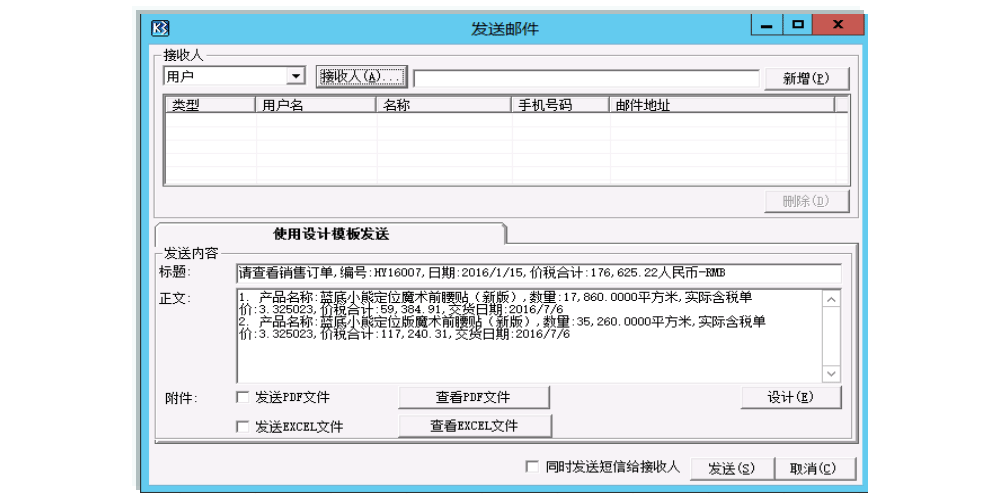 K3
发送邮件
接收人
用户 接收人(A)... 新增(P)
类型 用户名 名称 手机号码 邮件地址
删除(D)
使用设计模板发送
发送内容
标题: 请查看销售订单,编号:HY16007,日期:2016/1/15,价税合计:176,625.22人民币-RMB
正文: 1、产品名称:蓝底小熊定位魔术前腰贴（新版）,数量:17,860.0000平方米,实际含税单
价:3.325023,价税合计:59,384.91,交货日期:2016/7/6
2、产品名称:蓝底小熊定位版魔术前腰贴（新版）,数量:35,260.0000平方米,实际含税单
价:3.325023,价税合计:117,240.31,交货日期:2016/7/6
附件: 发送PDF文件 查看PDF文件 设计(E)
发送EXCEL文件 查看EXCEL文件
同时发送短信给接收人 发送(S) 取消(C)